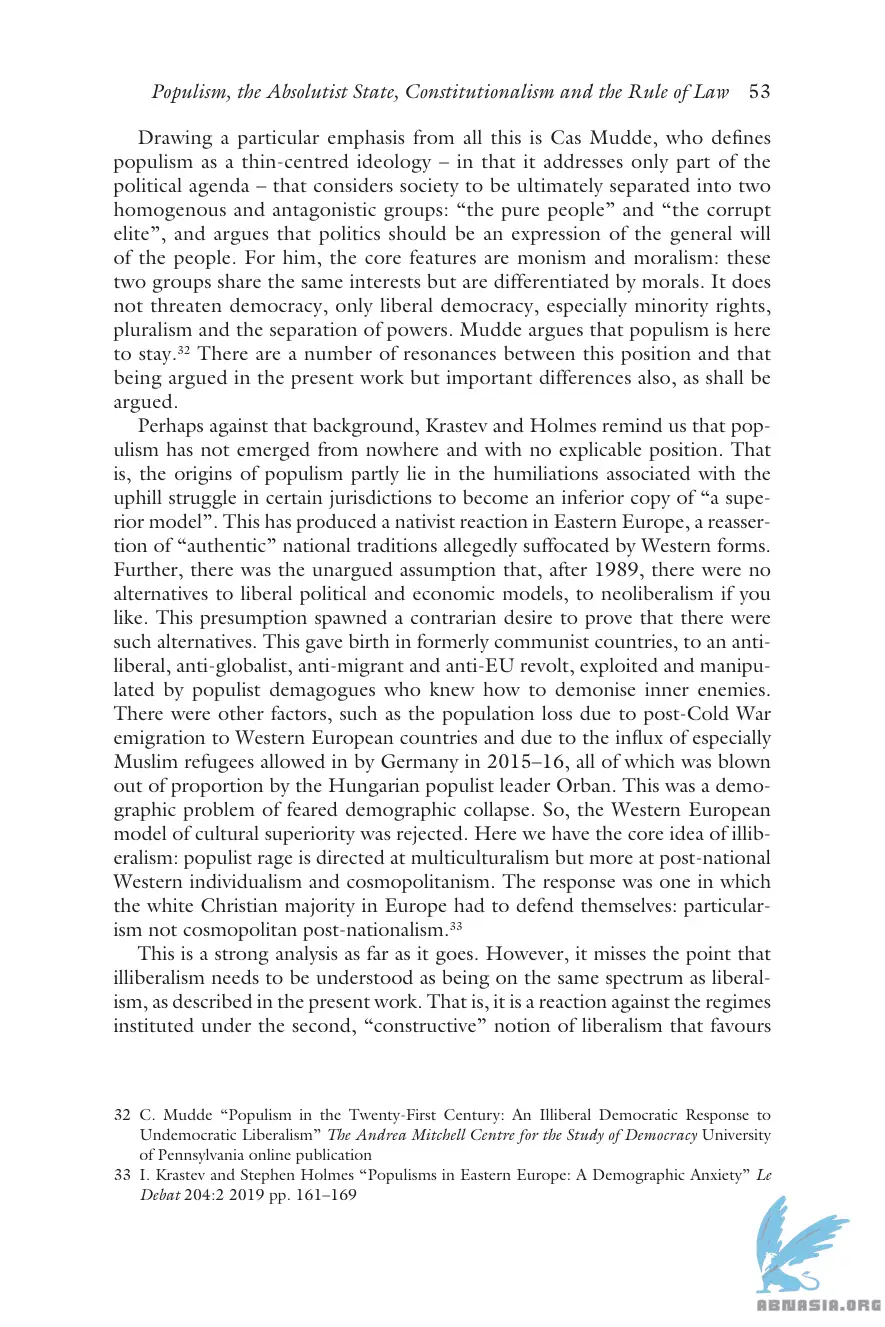 Populism, the Absolutist State, Constitutionalism and the Rule of Law 53
Drawing a particular emphasis from all this is Cas Mudde, who defines
populism as a thin-centred ideology – in that it addresses only part of the
political agenda – that considers society to be ultimately separated into two
homogenous and antagonistic groups: “the pure people” and “the corrupt
elite”, and argues that politics should be an expression of the general will
of the people. For him, the core features are monism and moralism: these
two groups share the same interests but are differentiated by morals. It does
not threaten democracy, only liberal democracy, especially minority rights,
pluralism and the separation of powers. Mudde argues that populism is here
to stay.³² There are a number of resonances between this position and that
being argued in the present work but important differences also, as shall be
argued.
Perhaps against that background, Krastev and Holmes remind us that pop-
ulism has not emerged from nowhere and with no explicable position. That
is, the origins of populism partly lie in the humiliations associated with the
uphill struggle in certain jurisdictions to become an inferior copy of “a supe-
rior model”. This has produced a nativist reaction in Eastern Europe, a reasser-
tion of “authentic” national traditions allegedly suffocated by Western forms.
Further, there was the unargued assumption that, after 1989, there were no
alternatives to liberal political and economic models, to neoliberalism if you
like. This presumption spawned a contrarian desire to prove that there were
such alternatives. This gave birth in formerly communist countries, to an anti-
liberal, anti-globalist, anti-migrant and anti-EU revolt, exploited and manipu-
lated by populist demagogues who knew how to demonise inner enemies.
There were other factors, such as the population loss due to post-Cold War
emigration to Western European countries and due to the influx of especially
Muslim refugees allowed in by Germany in 2015–16, all of which was blown
out of proportion by the Hungarian populist leader Orban. This was a demo-
graphic problem of feared demographic collapse. So, the Western European
model of cultural superiority was rejected. Here we have the core idea of illib-
eralism: populist rage is directed at multiculturalism but more at post-national
Western individualism and cosmopolitanism. The response was one in which
the white Christian majority in Europe had to defend themselves: particular-
ism not cosmopolitan post-nationalism.³³
This is a strong analysis as far as it goes. However, it misses the point that
illiberalism needs to be understood as being on the same spectrum as liberal-
ism, as described in the present work. That is, it is a reaction against the regimes
instituted under the second, “constructive” notion of liberalism that favours
32 C. Mudde “Populism in the Twenty-First Century: An Illiberal Democratic Response to
Undemocratic Liberalism” The Andrea Mitchell Centre for the Study of Democracy University
of Pennsylvania online publication
33 I. Krastev and Stephen Holmes “Populisms in Eastern Europe: A Demographic Anxiety” Le
Debat 204:2 2019 pp. 161–169
ABNASIA.ORG